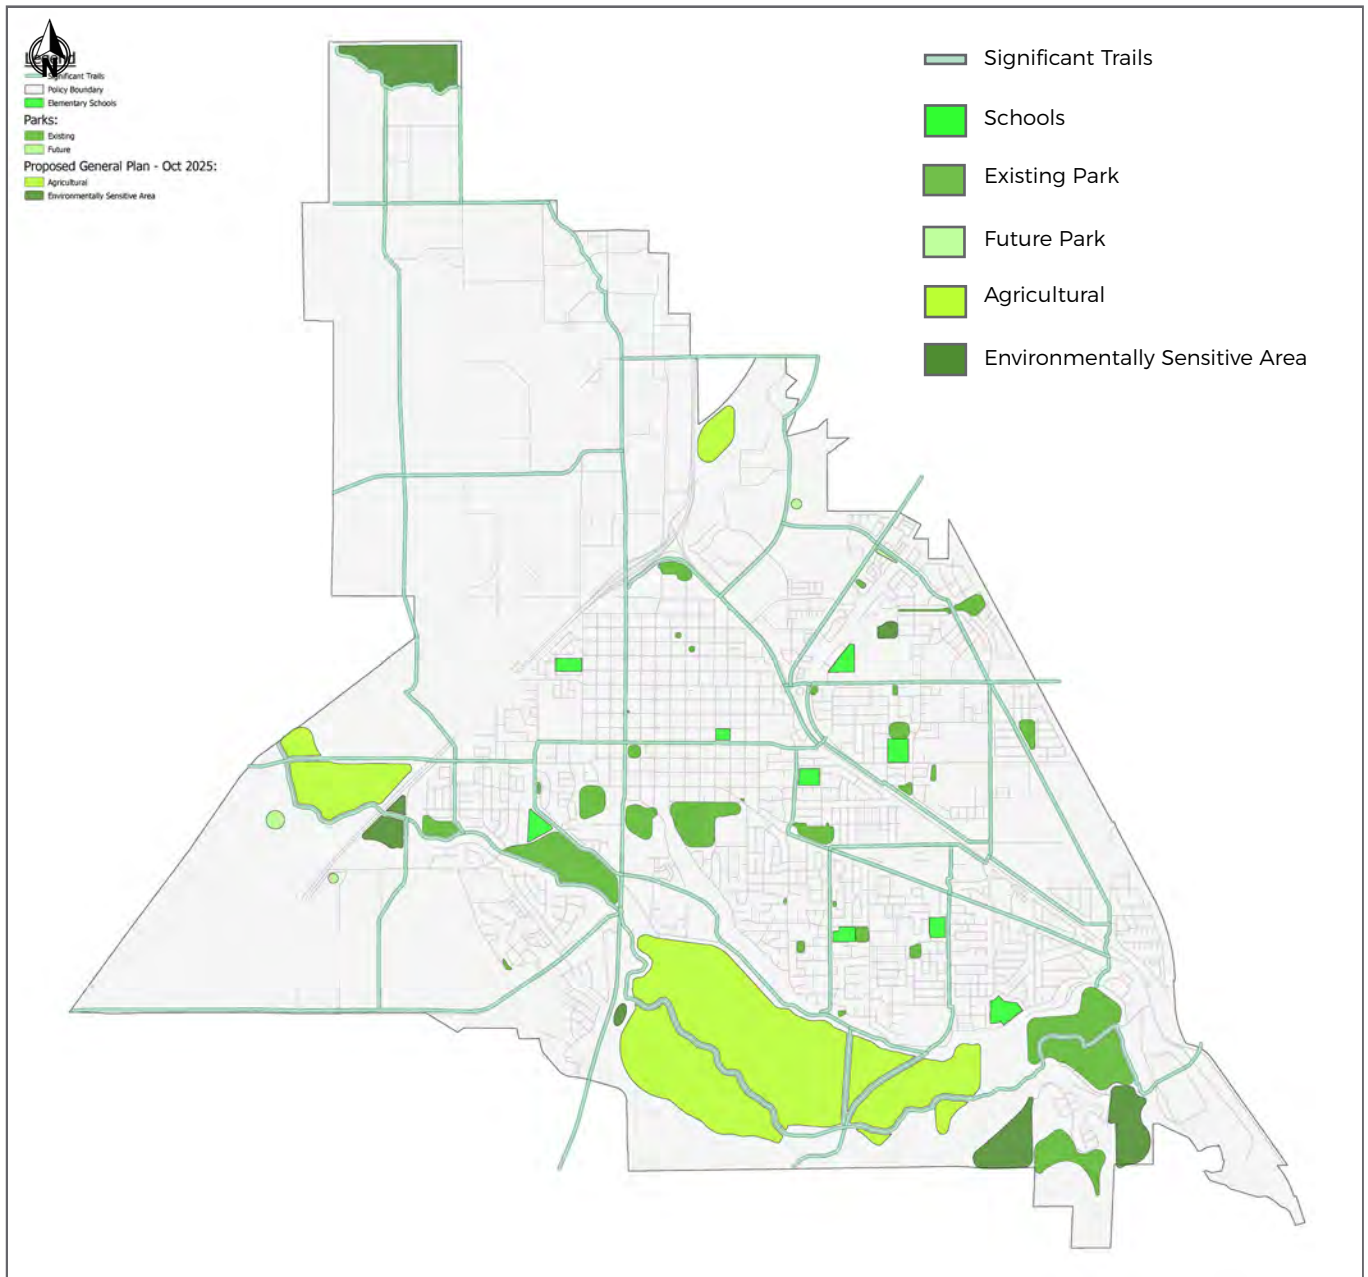 Legend
N
Significant Trails
Policy Boundary
Elementary Schools
Parks:
Existing
Future
Proposed General Plan - Oct 2025:
Agricultural
Environmentally Sensitive Area
Significant Trails
Schools
Existing Park
Future Park
Agricultural
Environmentally Sensitive Area